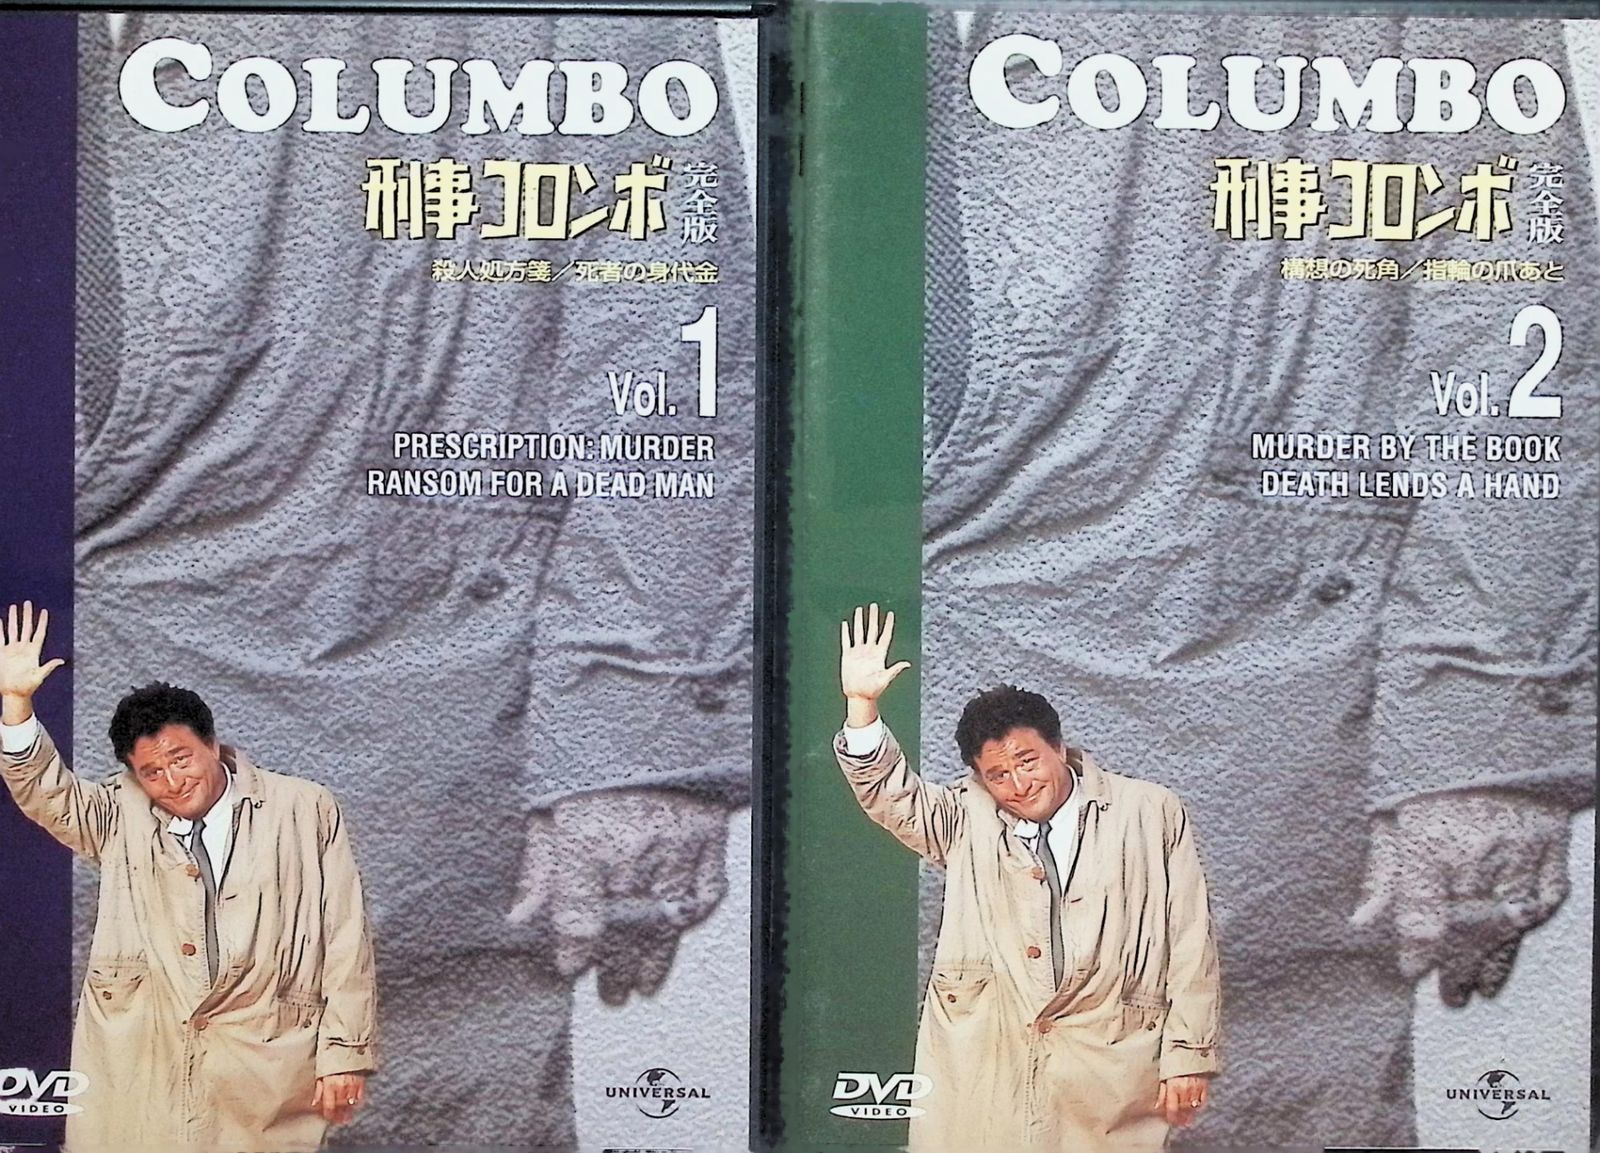 COLUMBO
刑事コロンボ 完全版
殺人処方箋／死者の身代金
Vol.1
PRESCRIPTION: MURDER
RANSOM FOR A DEAD MAN
DVD
VIDEO
UNIVERSAL
COLUMBO
刑事コロンボ 完全版
構想の死角／指輪の爪あと
Vol.2
MURDER BY THE BOOK
DEATH LENDS A HAND
DVD
VIDEO
UNIVERSAL